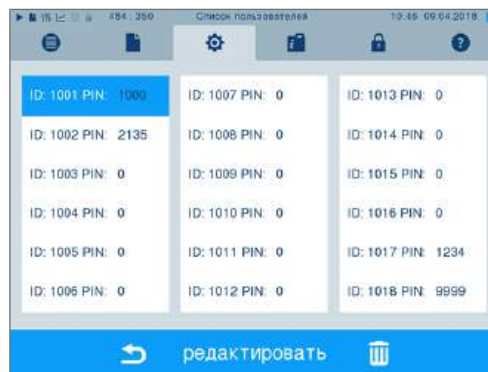 484 : 350 Список пользователей 10:46 09.04.2018
ID: 1001 PIN: 1000
ID: 1002 PIN: 2135
ID: 1003 PIN: 0
ID: 1004 PIN: 0
ID: 1005 PIN: 0
ID: 1006 PIN: 0
ID: 1007 PIN: 0
ID: 1008 PIN: 0
ID: 1009 PIN: 0
ID: 1010 PIN: 0
ID: 1011 PIN: 0
ID: 1012 PIN: 0
ID: 1013 PIN: 0
ID: 1014 PIN: 0
ID: 1015 PIN: 0
ID: 1016 PIN: 0
ID: 1017 PIN: 1234
ID: 1018 PIN: 9999
редактировать